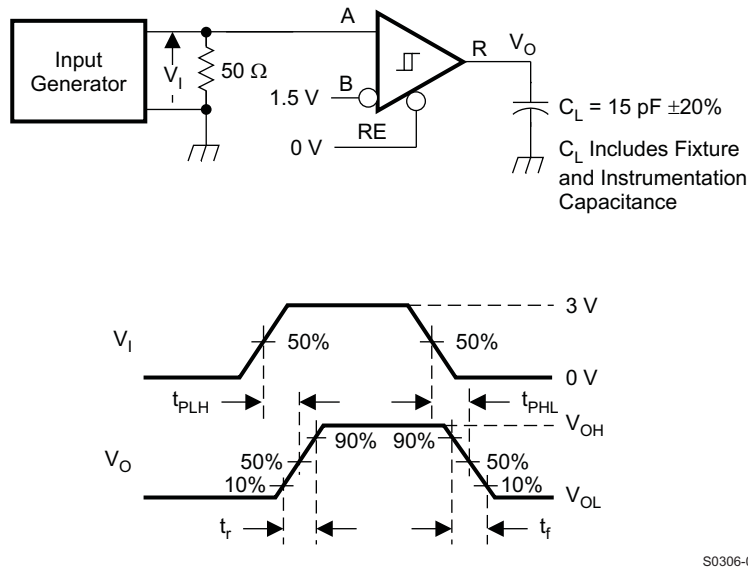 Input
Generator
V_I
50 Ω
A
1.5 V
B
0 V
RE
R
V_O
C_L = 15 pF ±20%
C_L Includes Fixture
and Instrumentation
Capacitance
3 V
V_I
50%
50%
0 V
t_PLH
t_PHL
V_OH
90%
90%
V_O
50%
50%
10%
10%
V_OL
t_r
t_f